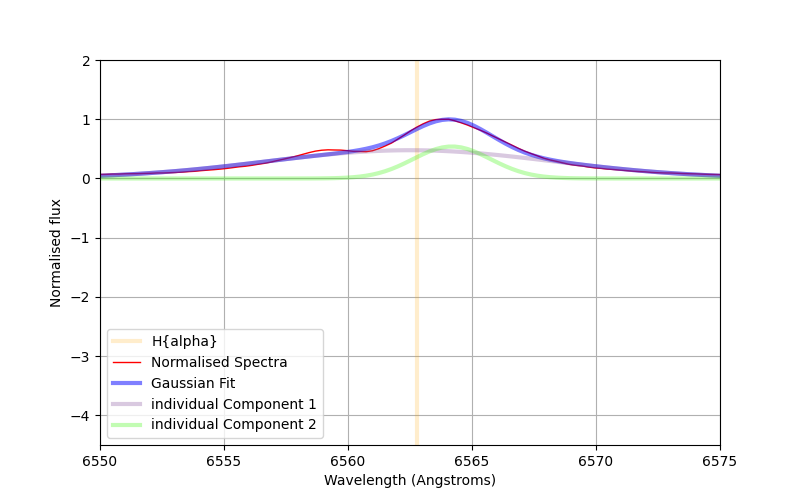 2
1
0
−1
−2
−3
−4
Normalised flux
H{alpha}
Normalised Spectra
Gaussian Fit
individual Component 1
individual Component 2
6550 6555 6560 6565 6570 6575
Wavelength (Angstroms)